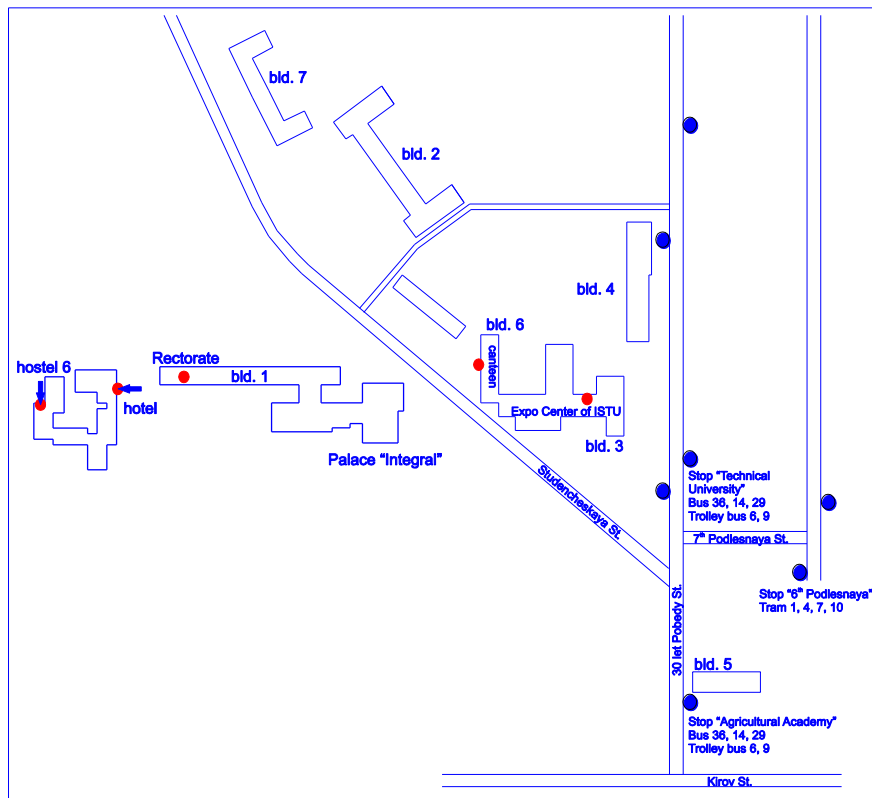 bld. 7
bld. 2
bld. 4
bld. 6
canteen
Rectorate
hostel 6
bld. 1
hotel
Expo Center of ISTU
bld. 3
Palace “Integral”
Studencheskaya St.
Stop “Technical
University”
Bus 36, 14, 29
Trolley bus 6, 9
7th Podlesnaya St.
Stop “6th Podlesnaya”
Tram 1, 4, 7, 10
30 let Pobedy St.
bld. 5
Stop “Agricultural Academy”
Bus 36, 14, 29
Trolley bus 6, 9
Kirov St.